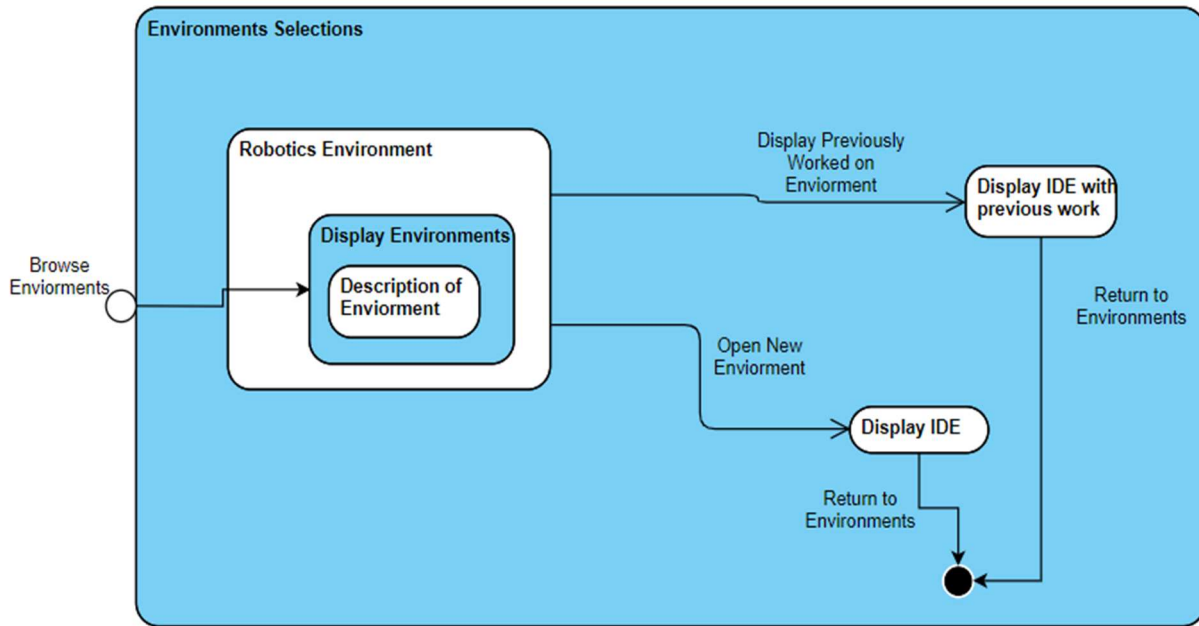 Environments Selections
Robotics Environment
Display Environments
Description of
Enviorment
Browse
Enviorments
Display Previously
Worked on
Enviorment
Display IDE with
previous work
Return to
Environments
Open New
Enviorment
Display IDE
Return to
Environments